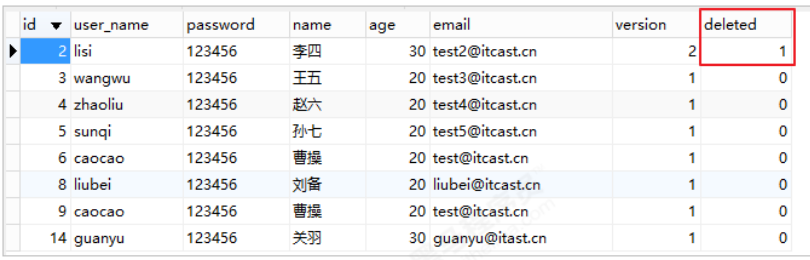 id user_name password name age email version deleted
2 lisi 123456 李四 30 test2@itcast.cn 2 1
3 wangwu 123456 王五 20 test3@itcast.cn 1 0
4 zhaoliu 123456 赵六 20 test4@itcast.cn 1 0
5 sunqi 123456 孙七 20 test5@itcast.cn 1 0
6 caocao 123456 曹操 20 test@itcast.cn 1 0
8 liubei 123456 刘备 20 liubei@itcast.cn 1 0
9 caocao 123456 曹操 20 test@itcast.cn 1 0
14 guanyu 123456 关羽 30 guanyu@itast.cn 1 0